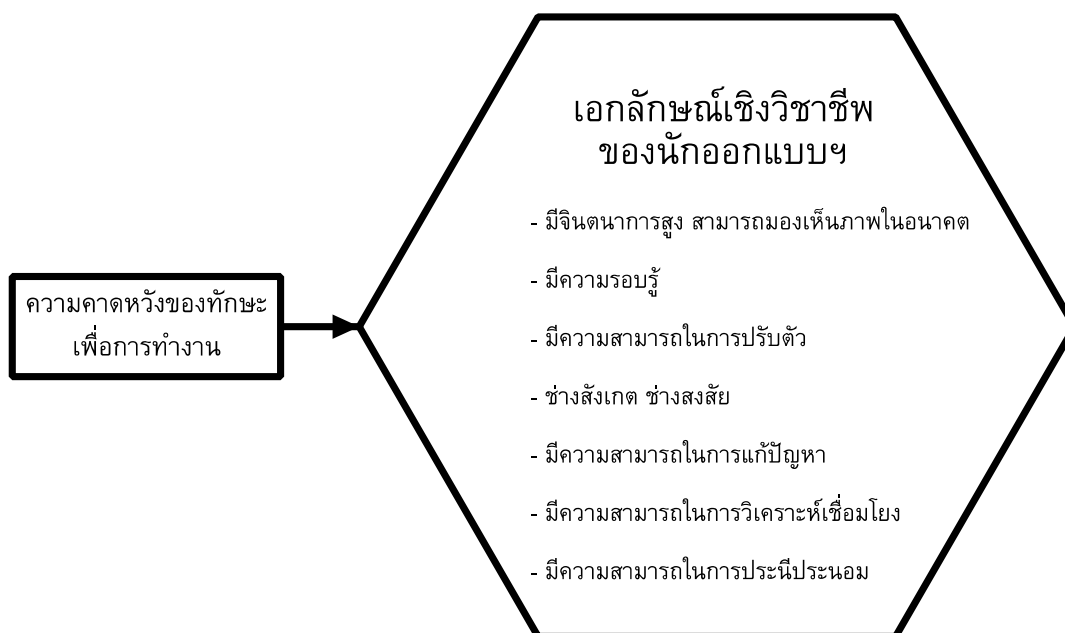 เอกลักษณ์เชิงวิชาชีพ
ของนักออกแบบฯ
- มีจินตนาการสูง สามารถมองเห็นภาพในอนาคต
- มีความรอบรู้
- มีความสามารถในการปรับตัว
- ช่างสังเกต ช่างสงสัย
- มีความสามารถในการแก้ปัญหา
- มีความสามารถในการวิเคราะห์เชื่อมโยง
- มีความสามารถในการประนีประนอม
ความคาดหวังของทักษะ
เพื่อการทำงาน